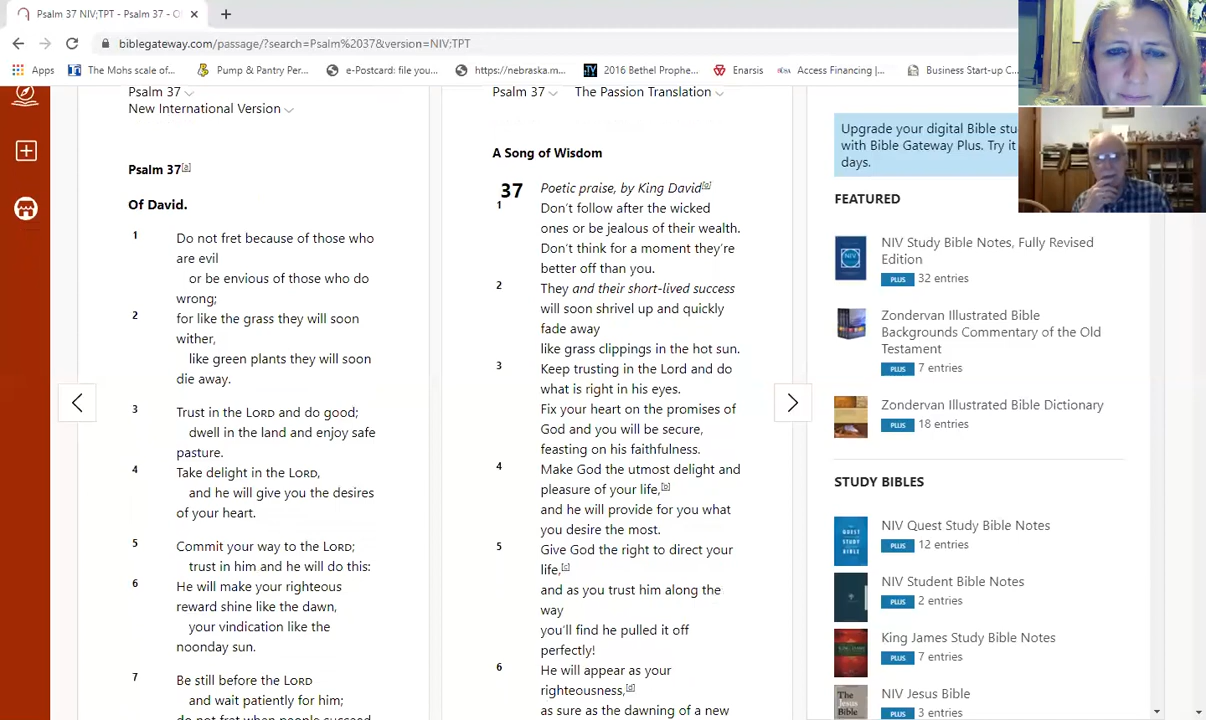 Psalm 37 NIV;TPT - Psalm 37 -
biblegateway.com/passage/?search=Psalm%2037&version=NIV;TPT
Apps
The Mohs scale of...
Pump & Pantry Per...
e-Postcard: file you...
https://nebraska.m...
2016 Bethel Prophe...
Enarsis
Access Financing |...
Business Start-up C
Psalm 37
New International Version
Psalm 37[a]
Of David.
1 Do not fret because of those who
are evil
or be envious of those who do
wrong;
2 for like the grass they will soon
wither,
like green plants they will soon
die away.
3 Trust in the LORD and do good;
dwell in the land and enjoy safe
pasture.
4 Take delight in the LORD,
and he will give you the desires
of your heart.
5 Commit your way to the LORD;
trust in him and he will do this:
6 He will make your righteous
reward shine like the dawn,
your vindication like the
noonday sun.
7 Be still before the LORD
and wait patiently for him;
do not fret when people succeed
Psalm 37 The Passion Translation
A Song of Wisdom
37 Poetic praise, by King David[a]
1 Don't follow after the wicked
ones or be jealous of their wealth.
Don't think for a moment they're
better off than you.
2 They and their short-lived success
will soon shrivel up and quickly
fade away
like grass clippings in the hot sun.
3 Keep trusting in the Lord and do
what is right in his eyes.
Fix your heart on the promises of
God and you will be secure,
feasting on his faithfulness.
4 Make God the utmost delight and
pleasure of your life,[b]
and he will provide for you what
you desire the most.
5 Give God the right to direct your
life,[c]
and as you trust him along the
way
you'll find he pulled it off
perfectly!
6 He will appear as your
righteousness,[d]
as sure as the dawning of a new
Upgrade your digital Bible stu
with Bible Gateway Plus. Try it
days.
FEATURED
NIV Study Bible Notes, Fully Revised
Edition
PLUS 32 entries
Zondervan Illustrated Bible
Backgrounds Commentary of the Old
Testament
PLUS 7 entries
Zondervan Illustrated Bible Dictionary
PLUS 18 entries
STUDY BIBLES
NIV Quest Study Bible Notes
PLUS 12 entries
NIV Student Bible Notes
PLUS 2 entries
King James Study Bible Notes
PLUS 7 entries
NIV Jesus Bible
PLUS 3 entries